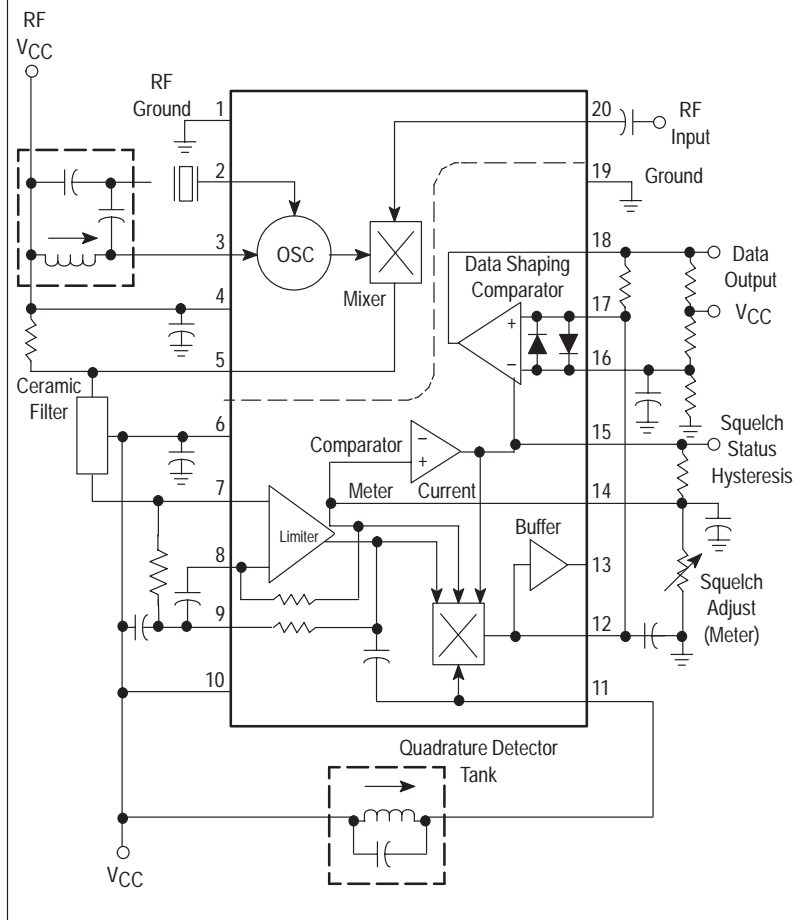 RF
VCC
RF
Ground
1
2
3
4
5
6
7
8
9
10
20
RF
Input
19
Ground
18
Data
Output
17
VCC
16
15
Squelch
Status
Hysteresis
14
13
Squelch
Adjust
(Meter)
12
11
OSC
Mixer
Data Shaping
Comparator
+
−
Ceramic
Filter
Comparator
−
+
Meter Current
Limiter
Buffer
Quadrature Detector
Tank
VCC